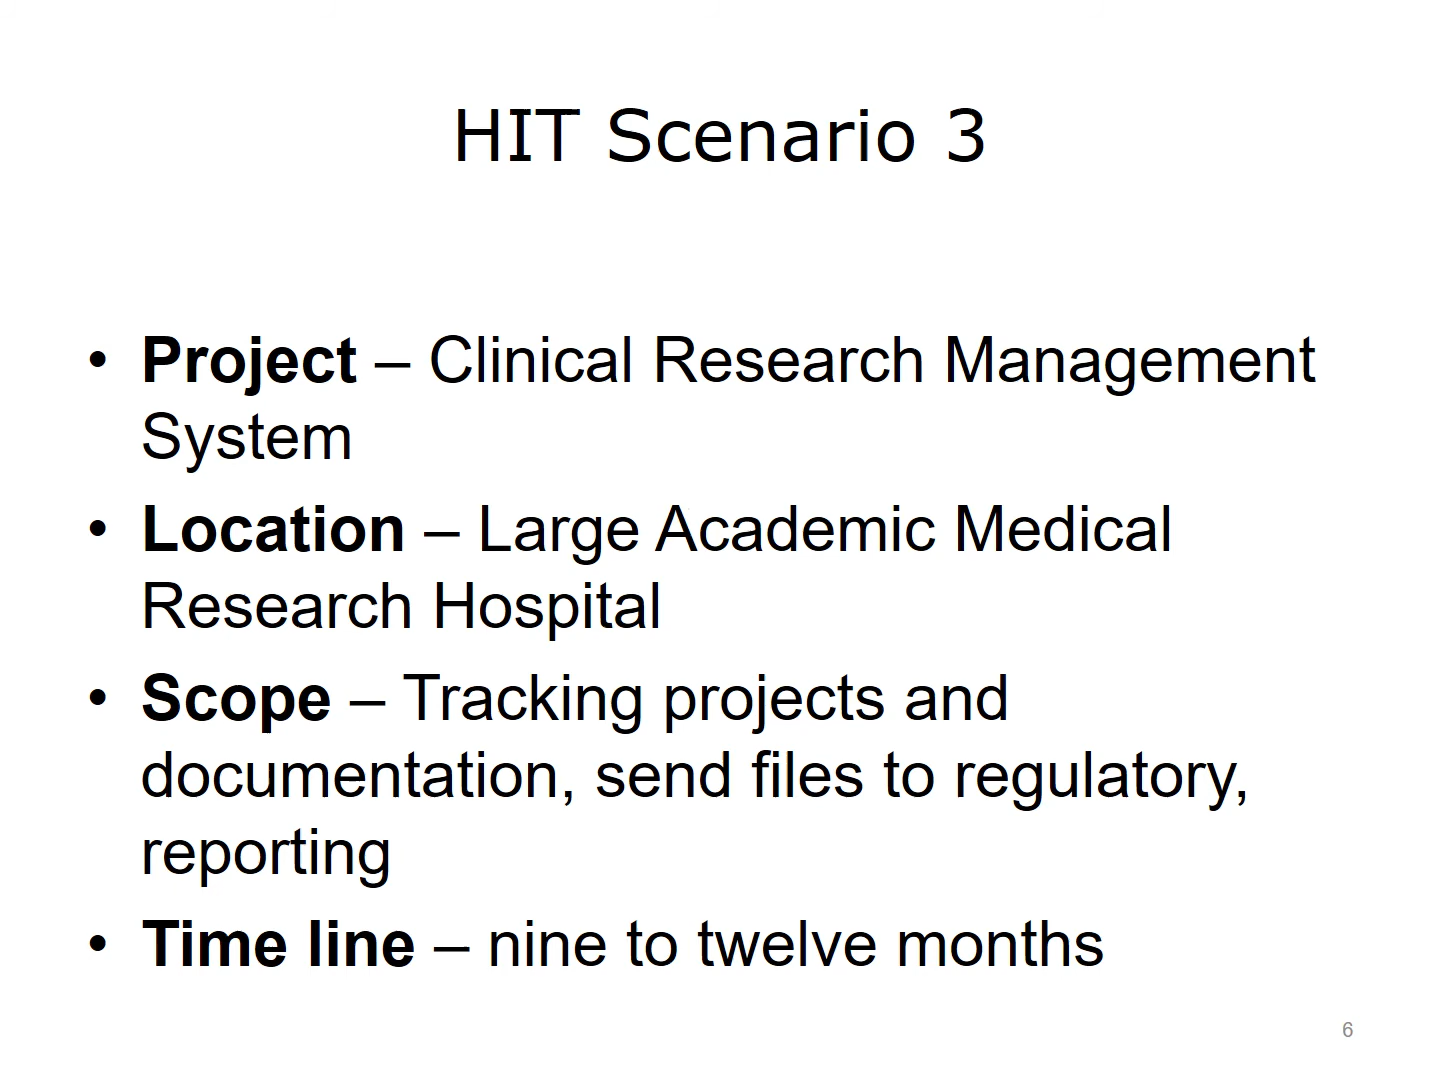 HIT Scenario 3
• Project – Clinical Research Management
System
• Location – Large Academic Medical
Research Hospital
• Scope – Tracking projects and
documentation, send files to regulatory,
reporting
• Time line – nine to twelve months
6